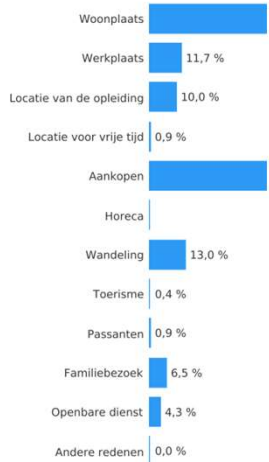 Woonplaats
Werkplaats 11,7 %
Locatie van de opleiding 10,0 %
Locatie voor vrije tijd 0,9 %
Aankopen
Horeca
Wandeling 13,0 %
Toerisme 0,4 %
Passanten 0,9 %
Familiebezoek 6,5 %
Openbare dienst 4,3 %
Andere redenen 0,0 %